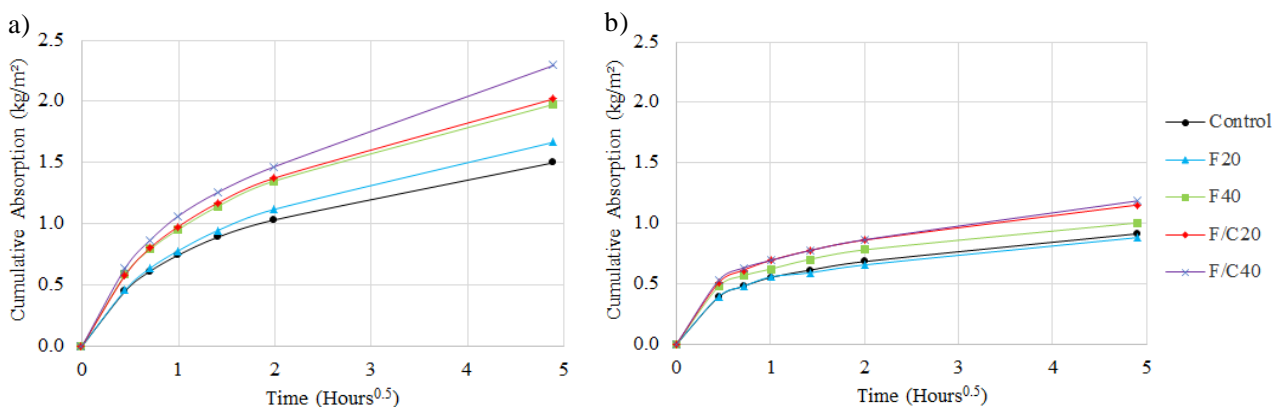 a)
2.5
2.0
1.5
1.0
0.5
0.0
Cumulative Absorption (kg/m²)
0 1 2 3 4 5
Time (Hours^0.5)
b)
2.5
2.0
1.5
1.0
0.5
0.0
Cumulative Absorption (kg/m²)
0 1 2 3 4 5
Time (Hours^0.5)
Control
F20
F40
F/C20
F/C40